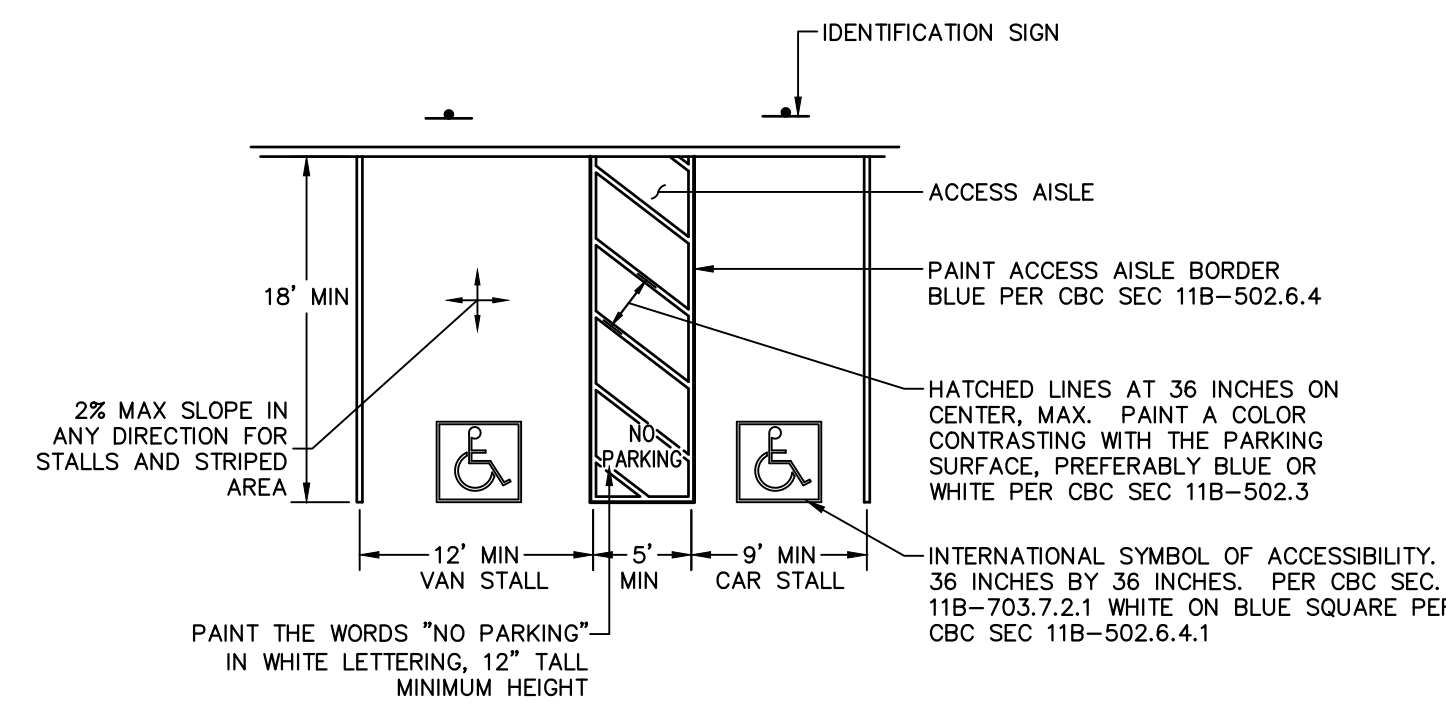 IDENTIFICATION SIGN
ACCESS AISLE
PAINT ACCESS AISLE BORDER
BLUE PER CBC SEC 11B-502.6.4
18' MIN
HATCHED LINES AT 36 INCHES ON
CENTER, MAX. PAINT A COLOR
CONTRASTING WITH THE PARKING
SURFACE, PREFERABLY BLUE OR
WHITE PER CBC SEC 11B-502.3
2% MAX SLOPE IN
ANY DIRECTION FOR
STALLS AND STRIPED
AREA
NO
PARKING
12' MIN
VAN STALL
5'
MIN
9' MIN
CAR STALL
INTERNATIONAL SYMBOL OF ACCESSIBILITY.
36 INCHES BY 36 INCHES. PER CBC SEC.
11B-703.7.2.1 WHITE ON BLUE SQUARE PER
CBC SEC 11B-502.6.4.1
PAINT THE WORDS "NO PARKING"
IN WHITE LETTERING, 12" TALL
MINIMUM HEIGHT